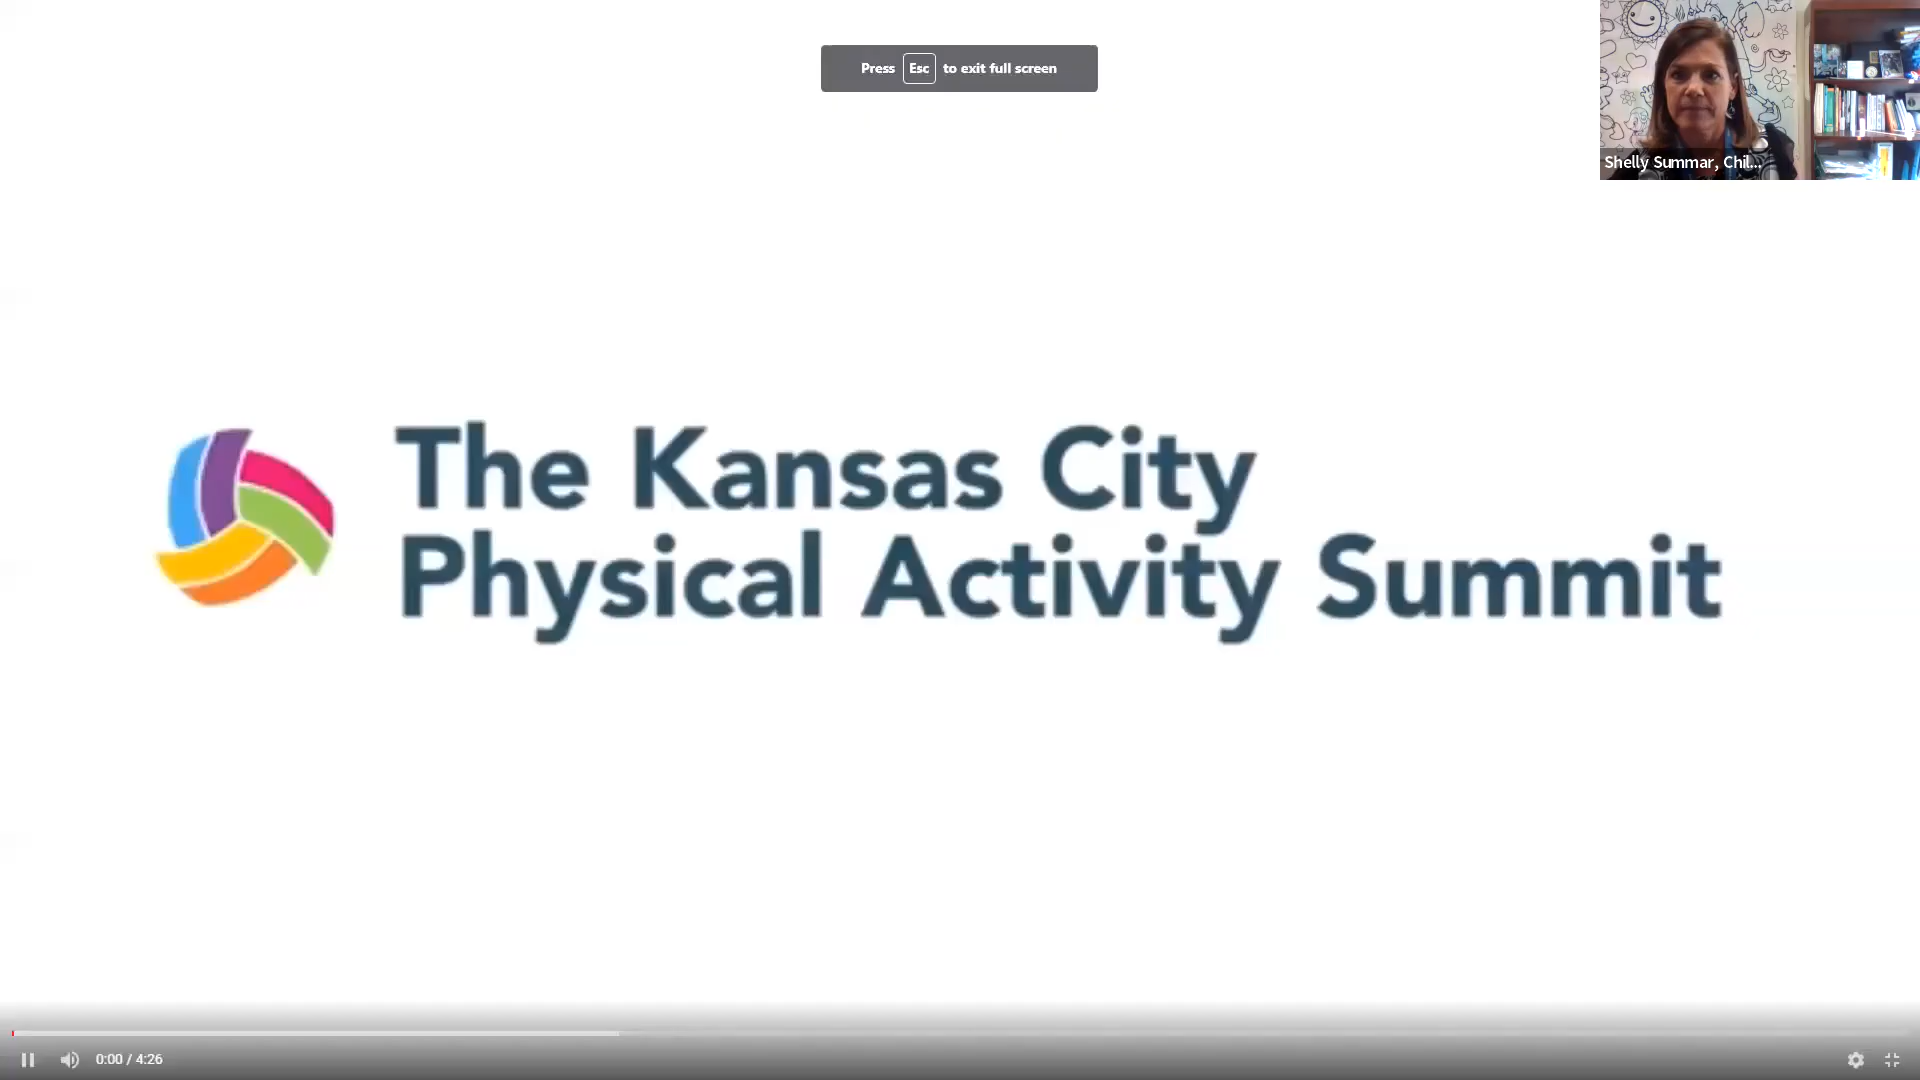 Press Esc to exit full screen
Shelly Summar, Chil...
The Kansas City
Physical Activity Summit
0:00 / 4:26